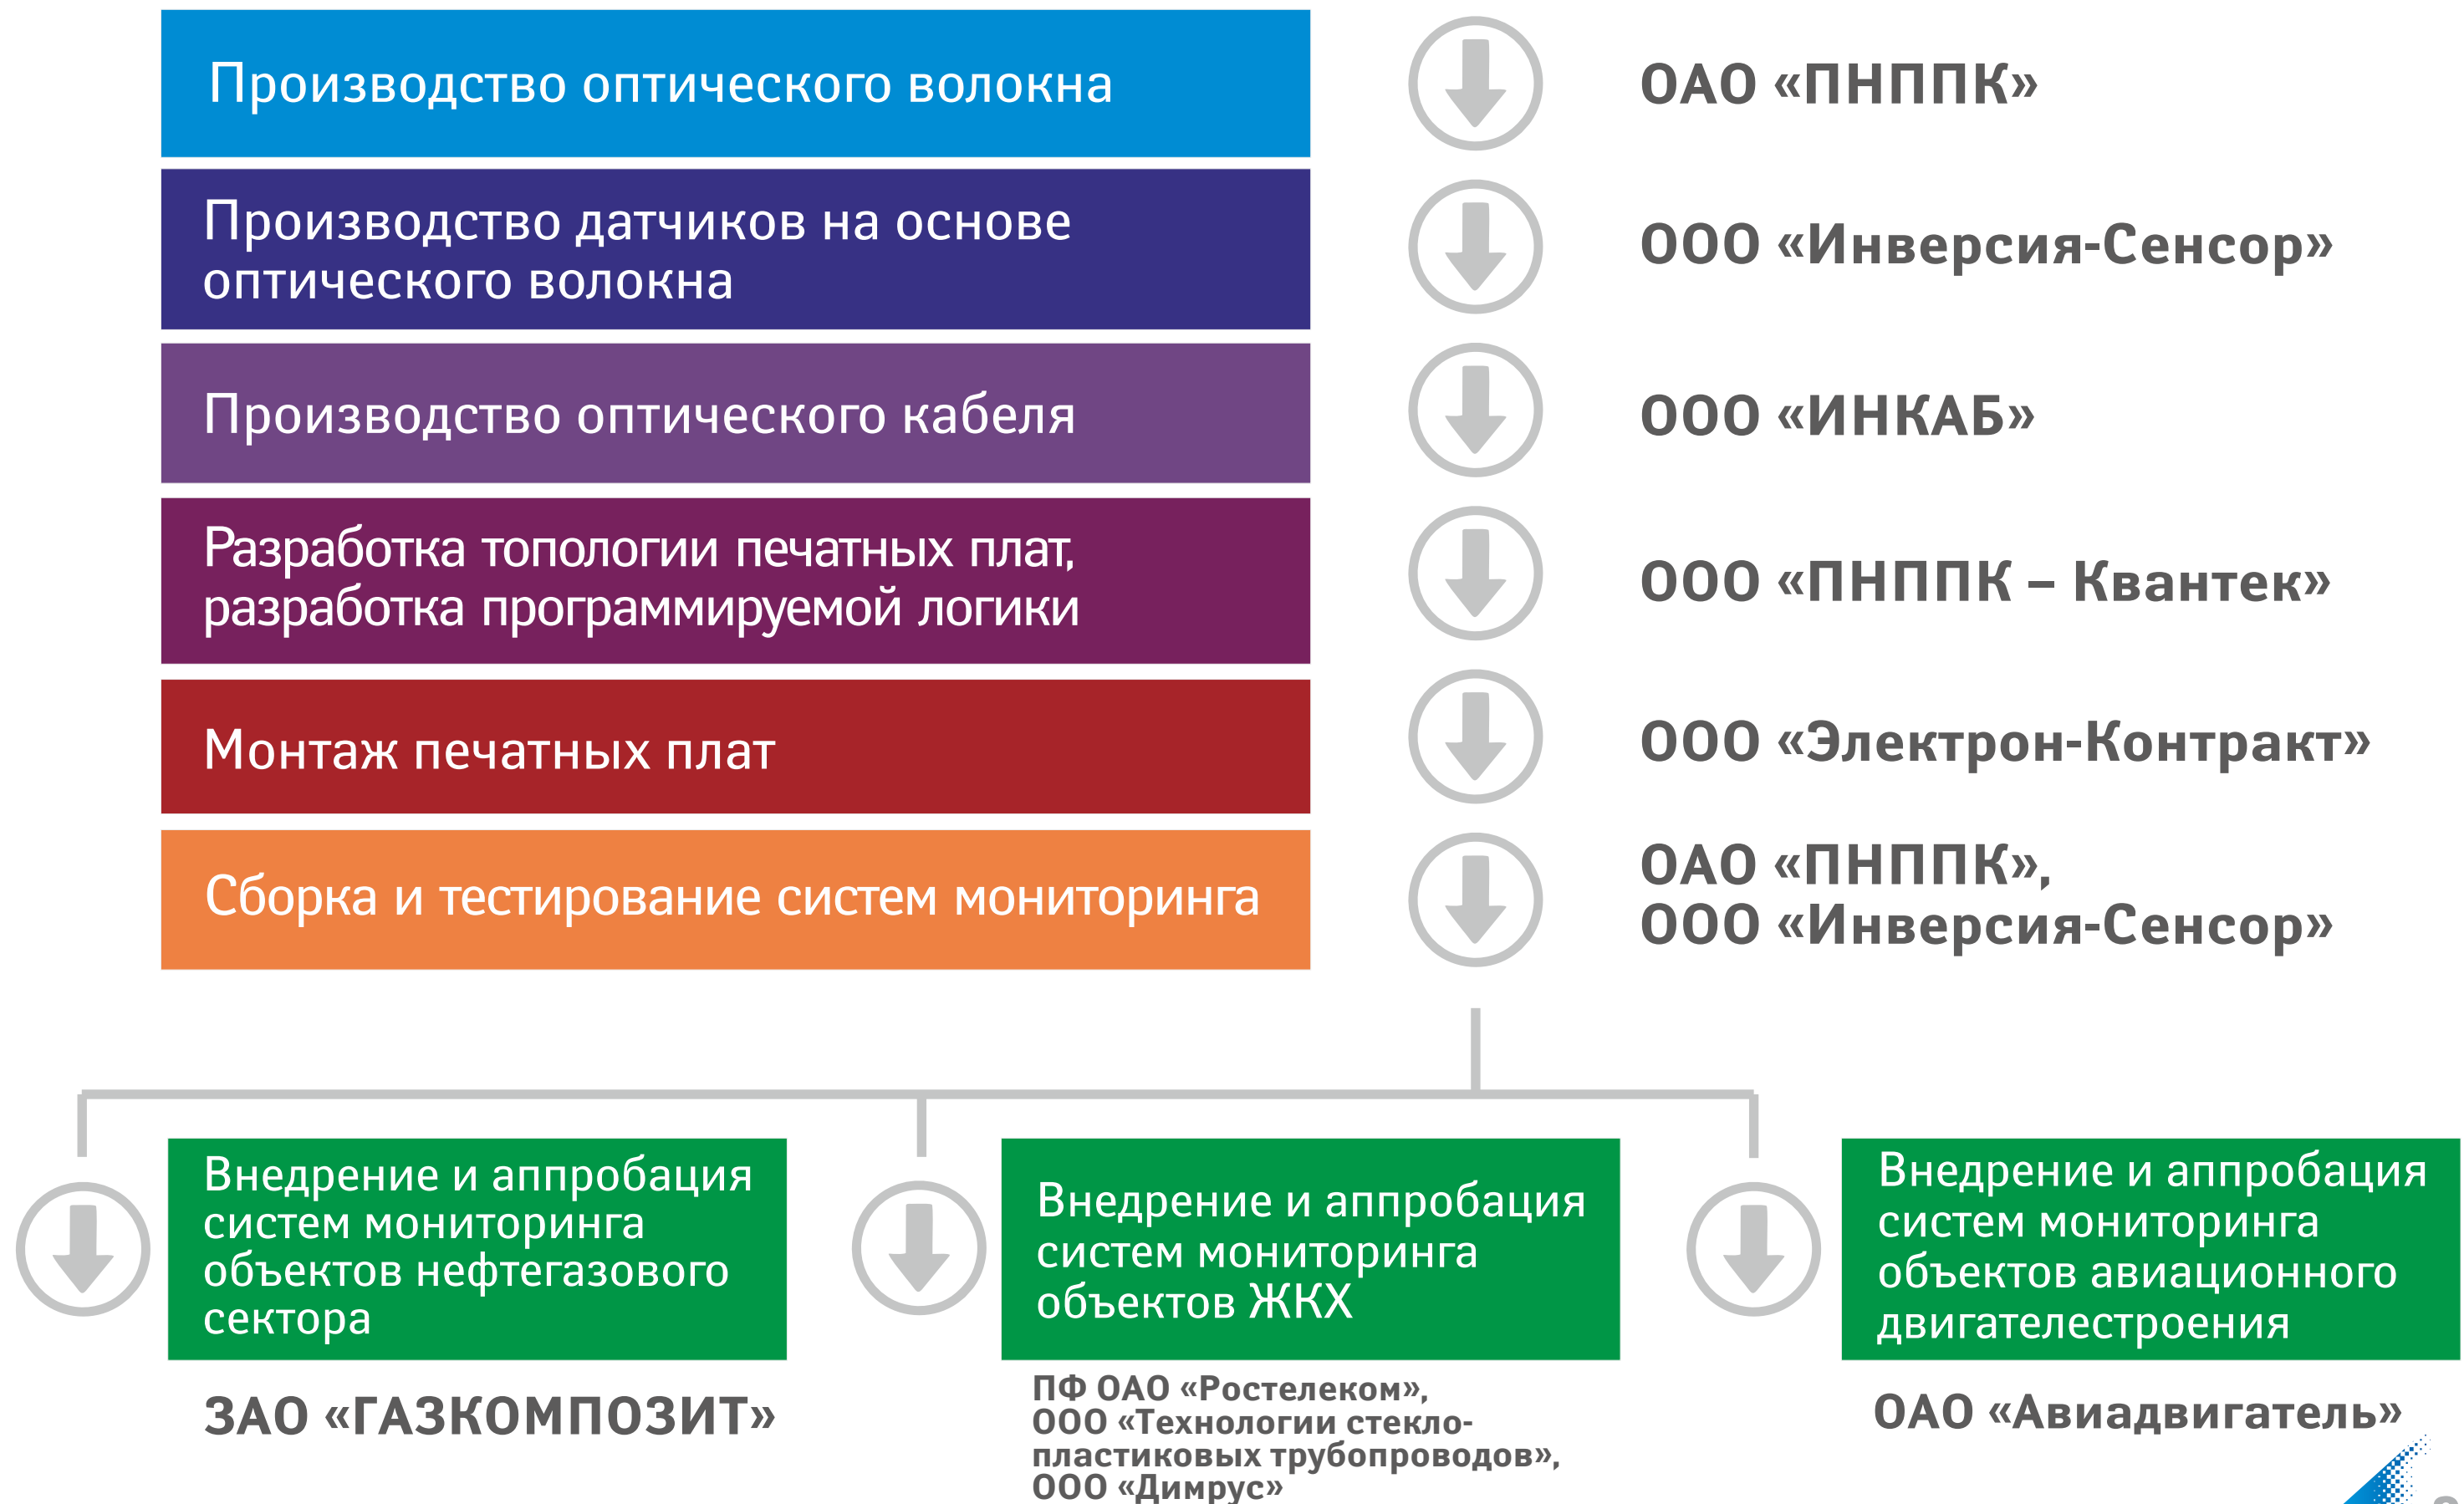 Производство оптического волокна
ОАО «ПНППК»
Производство датчиков на основе
оптического волокна
ООО «Инверсия-Сенсор»
Производство оптического кабеля
ООО «ИНКАБ»
Разработка топологии печатных плат,
разработка программируемой логики
ООО «ПНППК – Квантек»
Монтаж печатных плат
ООО «Электрон-Контракт»
Сборка и тестирование систем мониторинга
ОАО «ПНППК»,
ООО «Инверсия-Сенсор»
Внедрение и аппробация
систем мониторинга
объектов нефтегазового
сектора
ЗАО «ГАЗКОМПОЗИТ»
Внедрение и аппробация
систем мониторинга
объектов ЖКХ
ПФ ОАО «Ростелеком»,
ООО «Технологии стекло-
пластиковых трубопроводов»,
ООО «Димрус»
Внедрение и аппробация
систем мониторинга
объектов авиационного
двигателестроения
ОАО «Авиадвигатель»